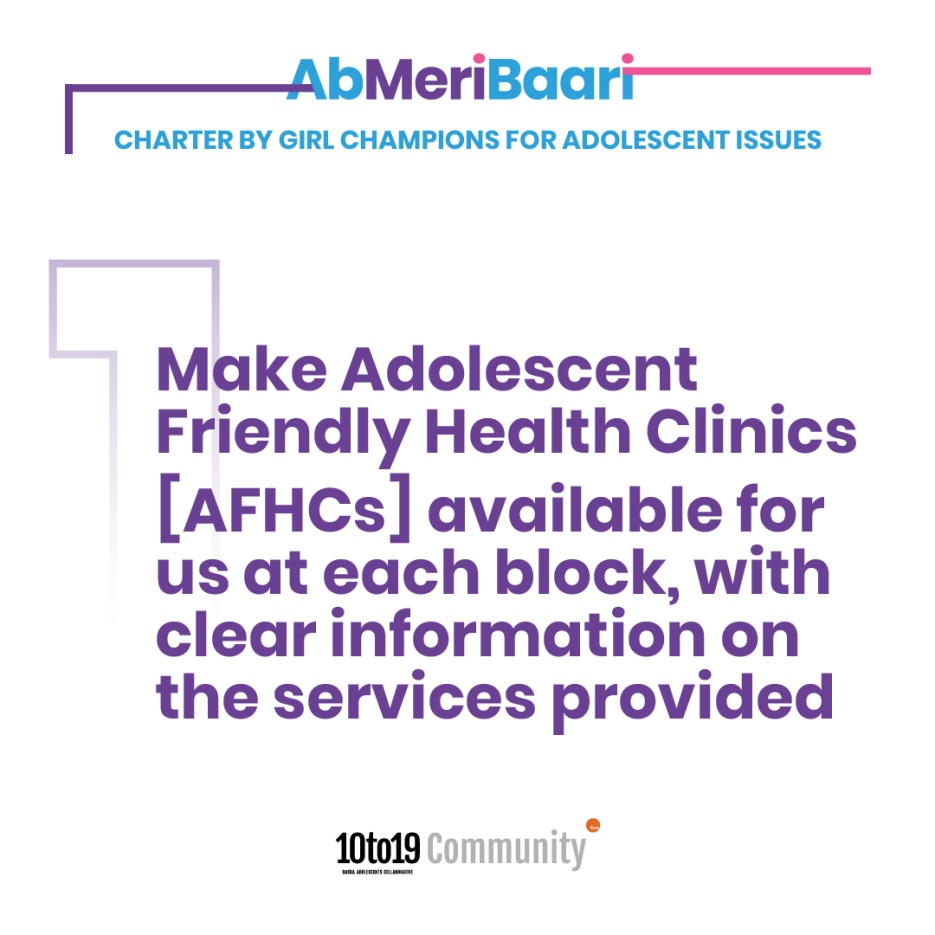 AbMeriBaari
CHARTER BY GIRL CHAMPIONS FOR ADOLESCENT ISSUES
1
Make Adolescent
Friendly Health Clinics
[AFHCs] available for
us at each block, with
clear information on
the services provided
10to19 Community
DASRA ADOLESCENTS COLLABORATIVE